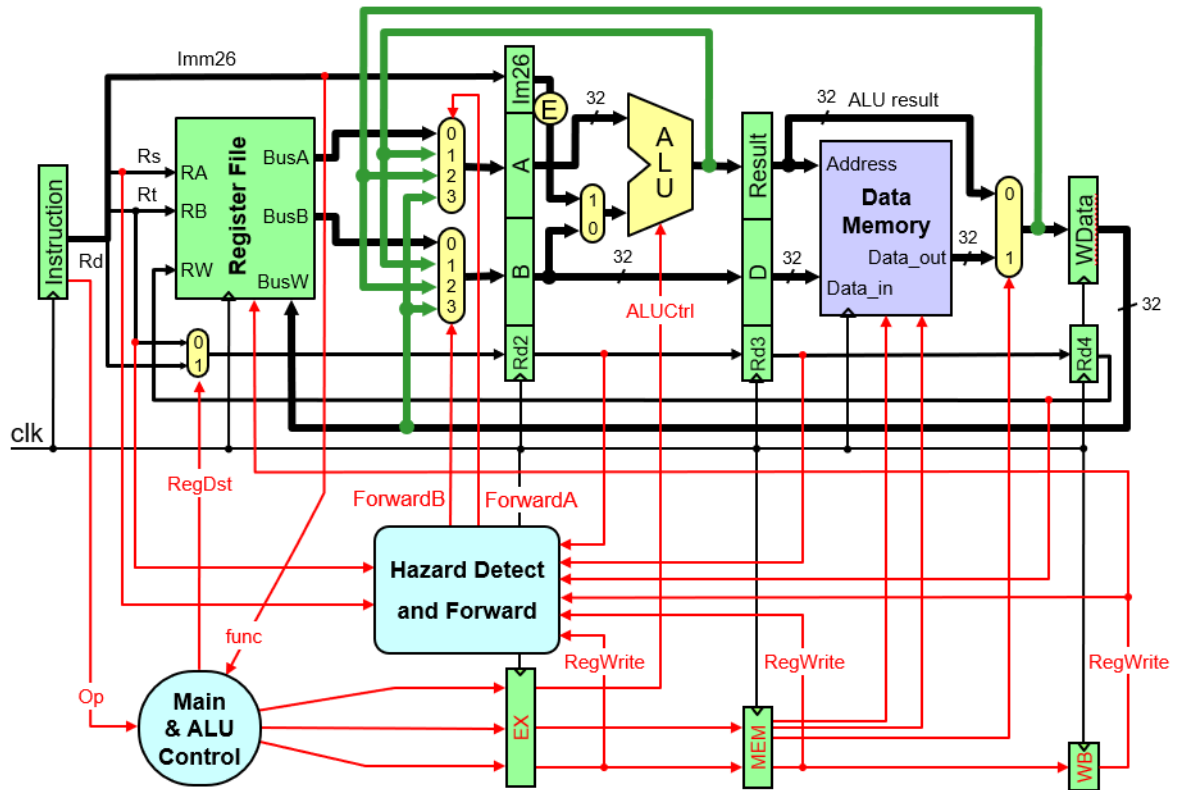 Imm26
Im26
E
32
A
L
U
32
ALU result
Rs
Rt
Rd
Instruction
RA
RB
RW
Register File
BusA
BusB
BusW
0
1
2
3
0
1
2
3
A
B
1
0
32
Result
D
32
Address
Data
Memory
Data_out
Data_in
32
0
1
WData
32
0
1
Rd2
ALUCtrl
Rd3
Rd4
clk
RegDst
ForwardB
ForwardA
Hazard Detect
and Forward
func
Op
Main
& ALU
Control
EX
RegWrite
MEM
RegWrite
WB
RegWrite